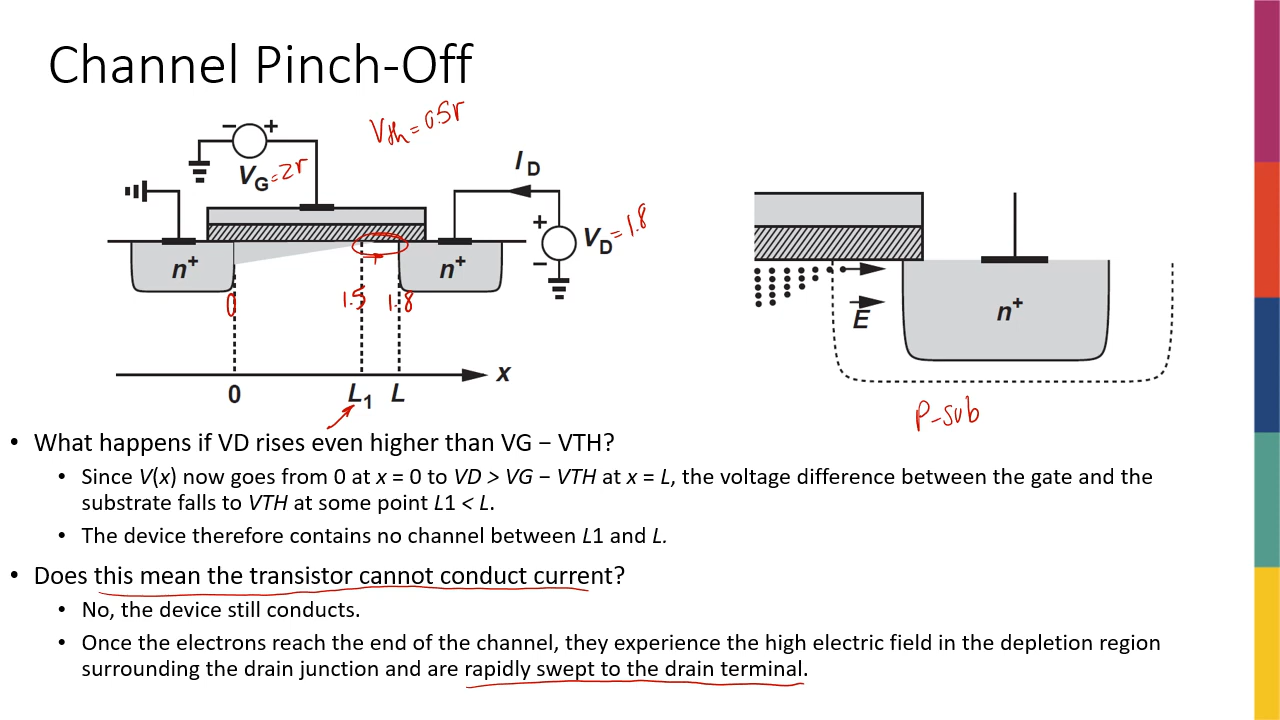 Channel Pinch-Off
Vth = 0.5V
− +
VG = 2V
ID
+
VD = 1.8
−
n+
n+
0
1.5
1.8
0
L1
L
x
E
n+
P-sub
• What happens if VD rises even higher than VG − VTH?
• Since V(x) now goes from 0 at x = 0 to VD > VG − VTH at x = L, the voltage difference between the gate and the
substrate falls to VTH at some point L1 < L.
• The device therefore contains no channel between L1 and L.
• Does this mean the transistor cannot conduct current?
• No, the device still conducts.
• Once the electrons reach the end of the channel, they experience the high electric field in the depletion region
surrounding the drain junction and are rapidly swept to the drain terminal.